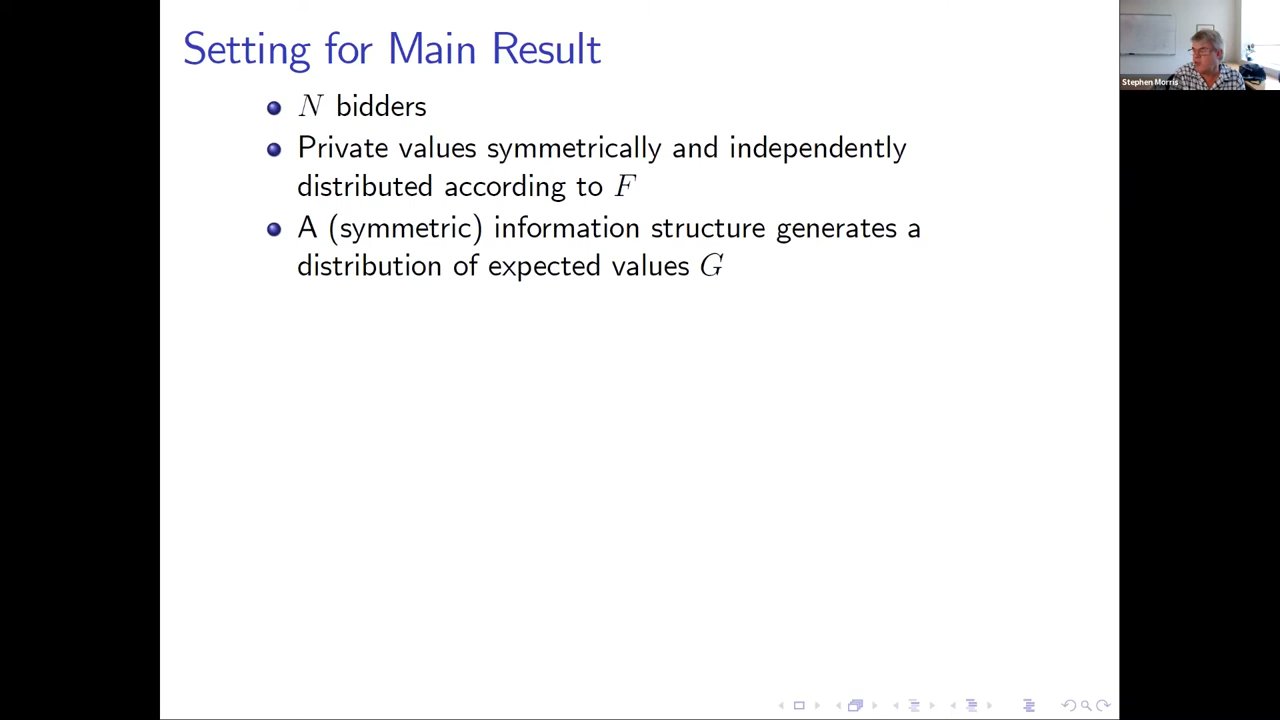 Setting for Main Result
N bidders
Private values symmetrically and independently
distributed according to F
A (symmetric) information structure generates a
distribution of expected values G
Stephen Morris